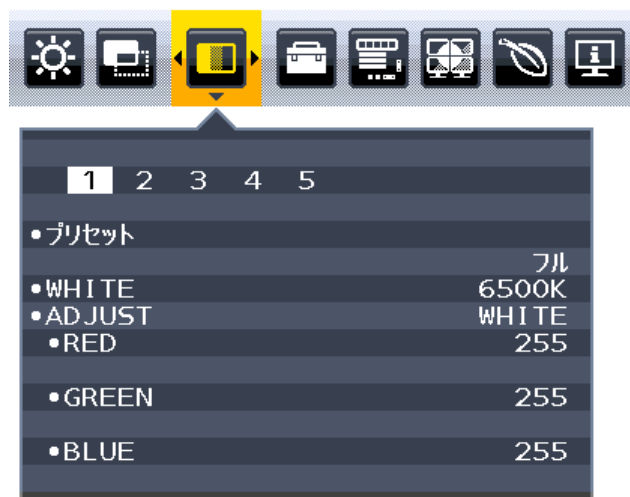 1 2 3 4 5
•プリセット
フル
•WHITE 6500K
•ADJUST WHITE
•RED 255
•GREEN 255
•BLUE 255